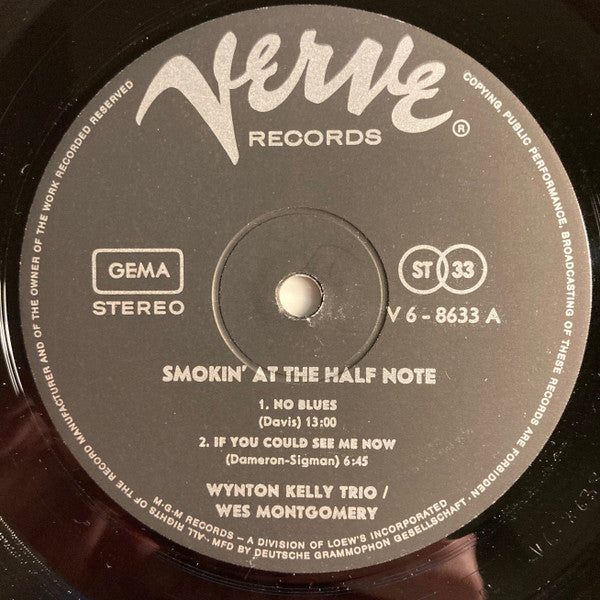 Verve
RECORDS
®
GEMA
STEREO
ST 33
V 6 - 8633 A
SMOKIN' AT THE HALF NOTE
1. NO BLUES
(Davis) 13:00
2. IF YOU COULD SEE ME NOW
(Dameron-Sigman) 6:45
WYNTON KELLY TRIO /
WES MONTGOMERY
M-G-M RECORDS – A DIVISION OF LOEW'S INCORPORATED
ALL RIGHTS OF THE RECORD MANUFACTURER AND OF THE OWNER OF THE WORK RECORDED RESERVED
COPYING, PUBLIC PERFORMANCE, BROADCASTING OF THESE RECORDS ARE FORBIDDEN
· MFD BY DEUTSCHE GRAMMOPHON GESELLSCHAFT ·